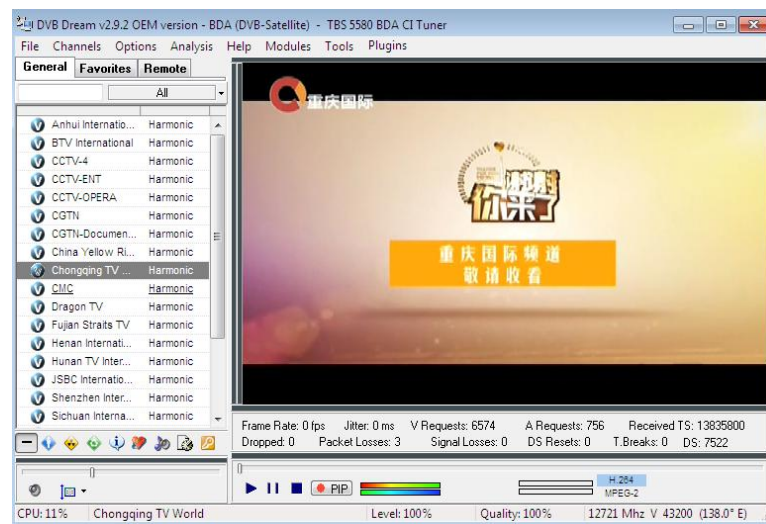 DVB Dream v2.9.2 OEM version - BDA (DVB-Satellite) - TBS 5580 BDA CI Tuner
File Channels Options Analysis Help Modules Tools Plugins
General Favorites Remote
All
Anhui Internatio... Harmonic
BTV International Harmonic
CCTV-4 Harmonic
CCTV-ENT Harmonic
CCTV-OPERA Harmonic
CGTN Harmonic
CGTN-Documen... Harmonic
China Yellow Ri... Harmonic
Chongqing TV ... Harmonic
CMC Harmonic
Dragon TV Harmonic
Fujian Straits TV Harmonic
Henan Internati... Harmonic
Hunan TV Inter... Harmonic
JSBC Internatio... Harmonic
Shenzhen Inter... Harmonic
Sichuan Interna... Harmonic
重庆国际
谢谢你来了
重庆国际频道
敬请收看
Frame Rate: 0 fps Jitter: 0 ms V Requests: 6574 A Requests: 756 Received TS: 13835800
Dropped: 0 Packet Losses: 3 Signal Losses: 0 DS Resets: 0 T.Breaks: 0 DS: 7522
PIP
H.264
MPEG-2
CPU: 11% Chongqing TV World Level: 100% Quality: 100% 12721 Mhz V 43200 (138.0° E)